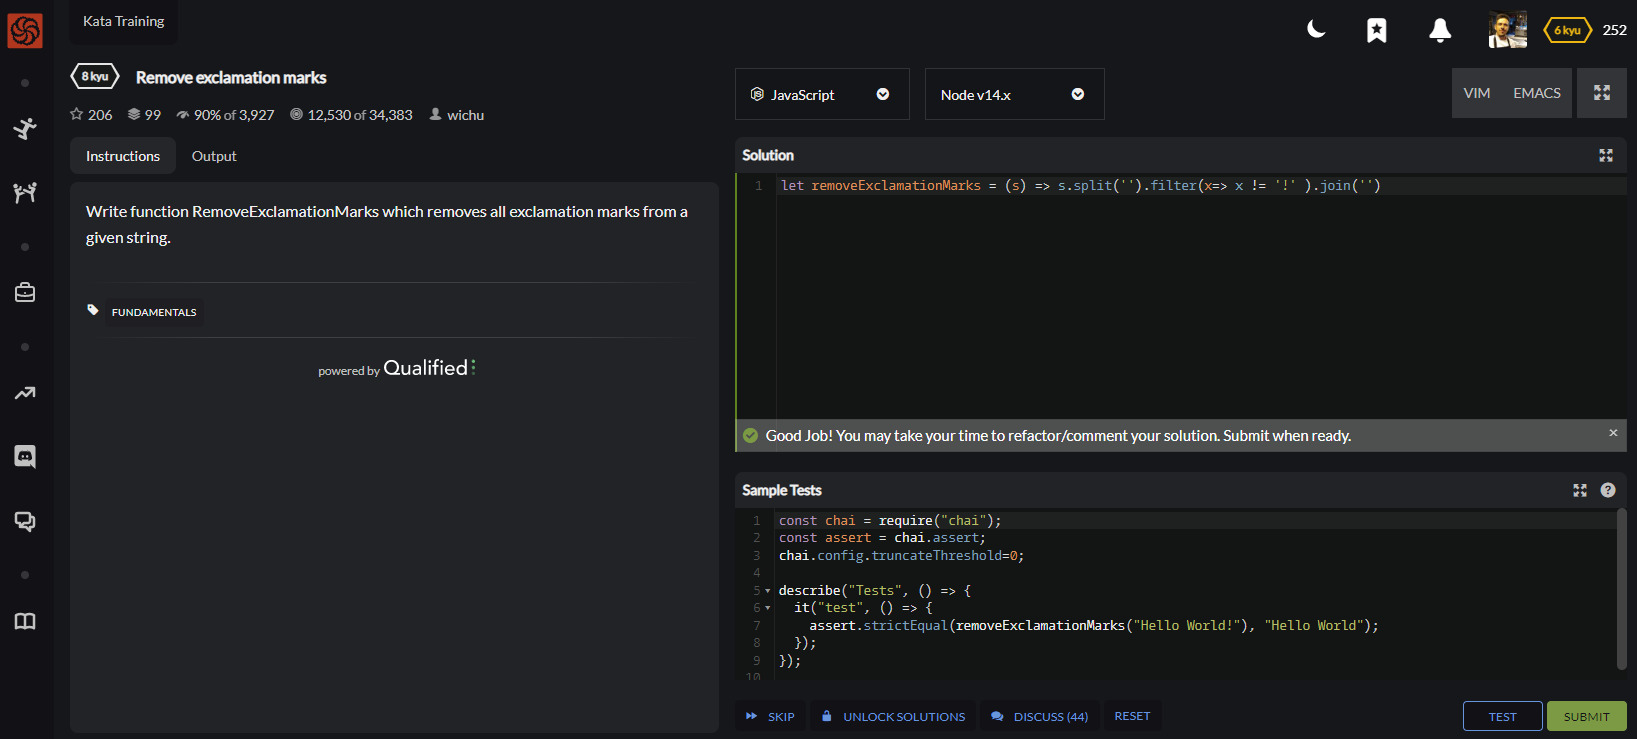 Kata Training
6 kyu
252
8 kyu
Remove exclamation marks
206
99
90% of 3,927
12,530 of 34,383
wichu
Instructions
Output
Write function RemoveExclamationMarks which removes all exclamation marks from a
given string.
FUNDAMENTALS
powered by Qualified
JavaScript
Node v14.x
VIM
EMACS
Solution
1 let removeExclamationMarks = (s) => s.split('').filter(x=> x != '!' ).join('')
Good Job! You may take your time to refactor/comment your solution. Submit when ready.
×
Sample Tests
?
1 const chai = require("chai");
2 const assert = chai.assert;
3 chai.config.truncateThreshold=0;
4
5 describe("Tests", () => {
6 it("test", () => {
7 assert.strictEqual(removeExclamationMarks("Hello World!"), "Hello World");
8 });
9 });
10
SKIP
UNLOCK SOLUTIONS
DISCUSS (44)
RESET
TEST
SUBMIT